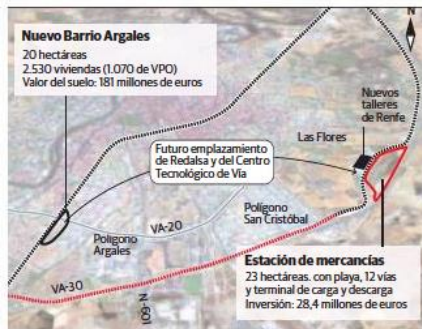 Nuevo Barrio Argales
20 hectáreas
2.530 viviendas (1.070 de VPO)
Valor del suelo: 181 millones de euros
N
Nuevos
talleres
de Renfe
Las Flores
Futuro emplazamiento
de Redalsa y del Centro
Tecnológico de Vía
Polígono
San Cristóbal
VA-20
Polígono
Argales
VA-30
N-601
Estación de mercancías
23 hectáreas. con playa, 12 vías
y terminal de carga y descarga
Inversión: 28,4 millones de euros